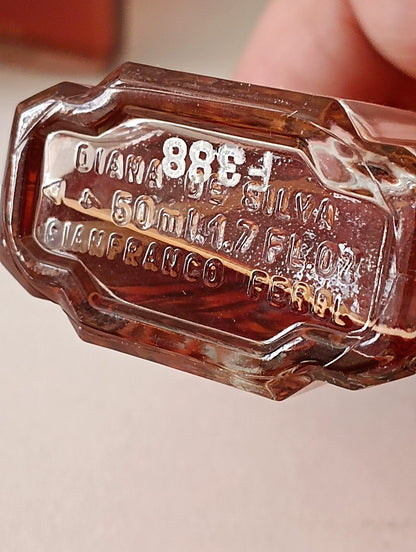 F388
DIANA DE SILVA
50ml 1.7 FL.OZ
GIANFRANCO FERRE